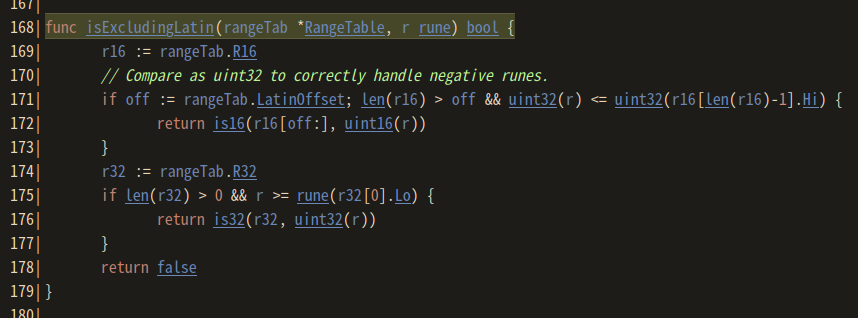 167|
168|func isExcludingLatin(rangeTab *RangeTable, r rune) bool {
169|        r16 := rangeTab.R16
170|        // Compare as uint32 to correctly handle negative runes.
171|        if off := rangeTab.LatinOffset; len(r16) > off && uint32(r) <= uint32(r16[len(r16)-1].Hi) {
172|                return is16(r16[off:], uint16(r))
173|        }
174|        r32 := rangeTab.R32
175|        if len(r32) > 0 && r >= rune(r32[0].Lo) {
176|                return is32(r32, uint32(r))
177|        }
178|        return false
179|}
180|